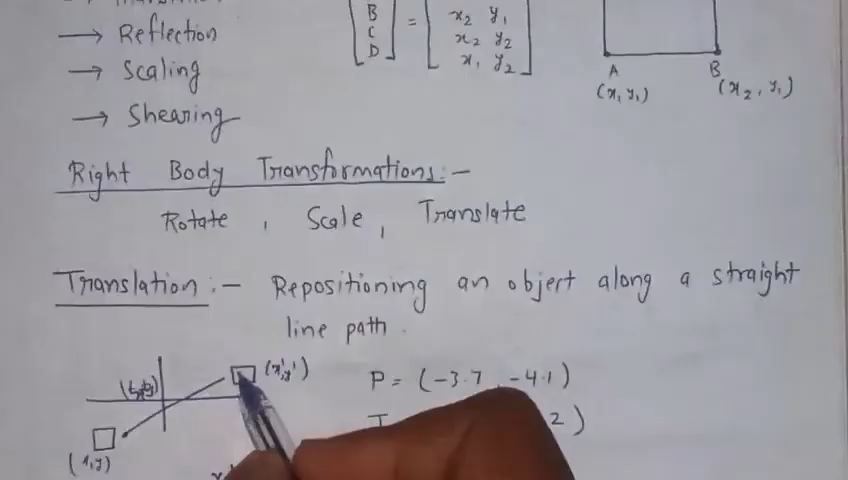 → Reflection
→ Scaling
→ Shearing
[B C D] = [x₂ y₁
x₂ y₂
x₁ y₂]
A B
(x₁ y₁) (x₂, y₁)
Right Body Transformations:-
Rotate, Scale, Translate
Translation:- Repositioning an object along a straight
line path.
(x',y')
P = (-3.7, -4.1)
T 2)
(x,y)